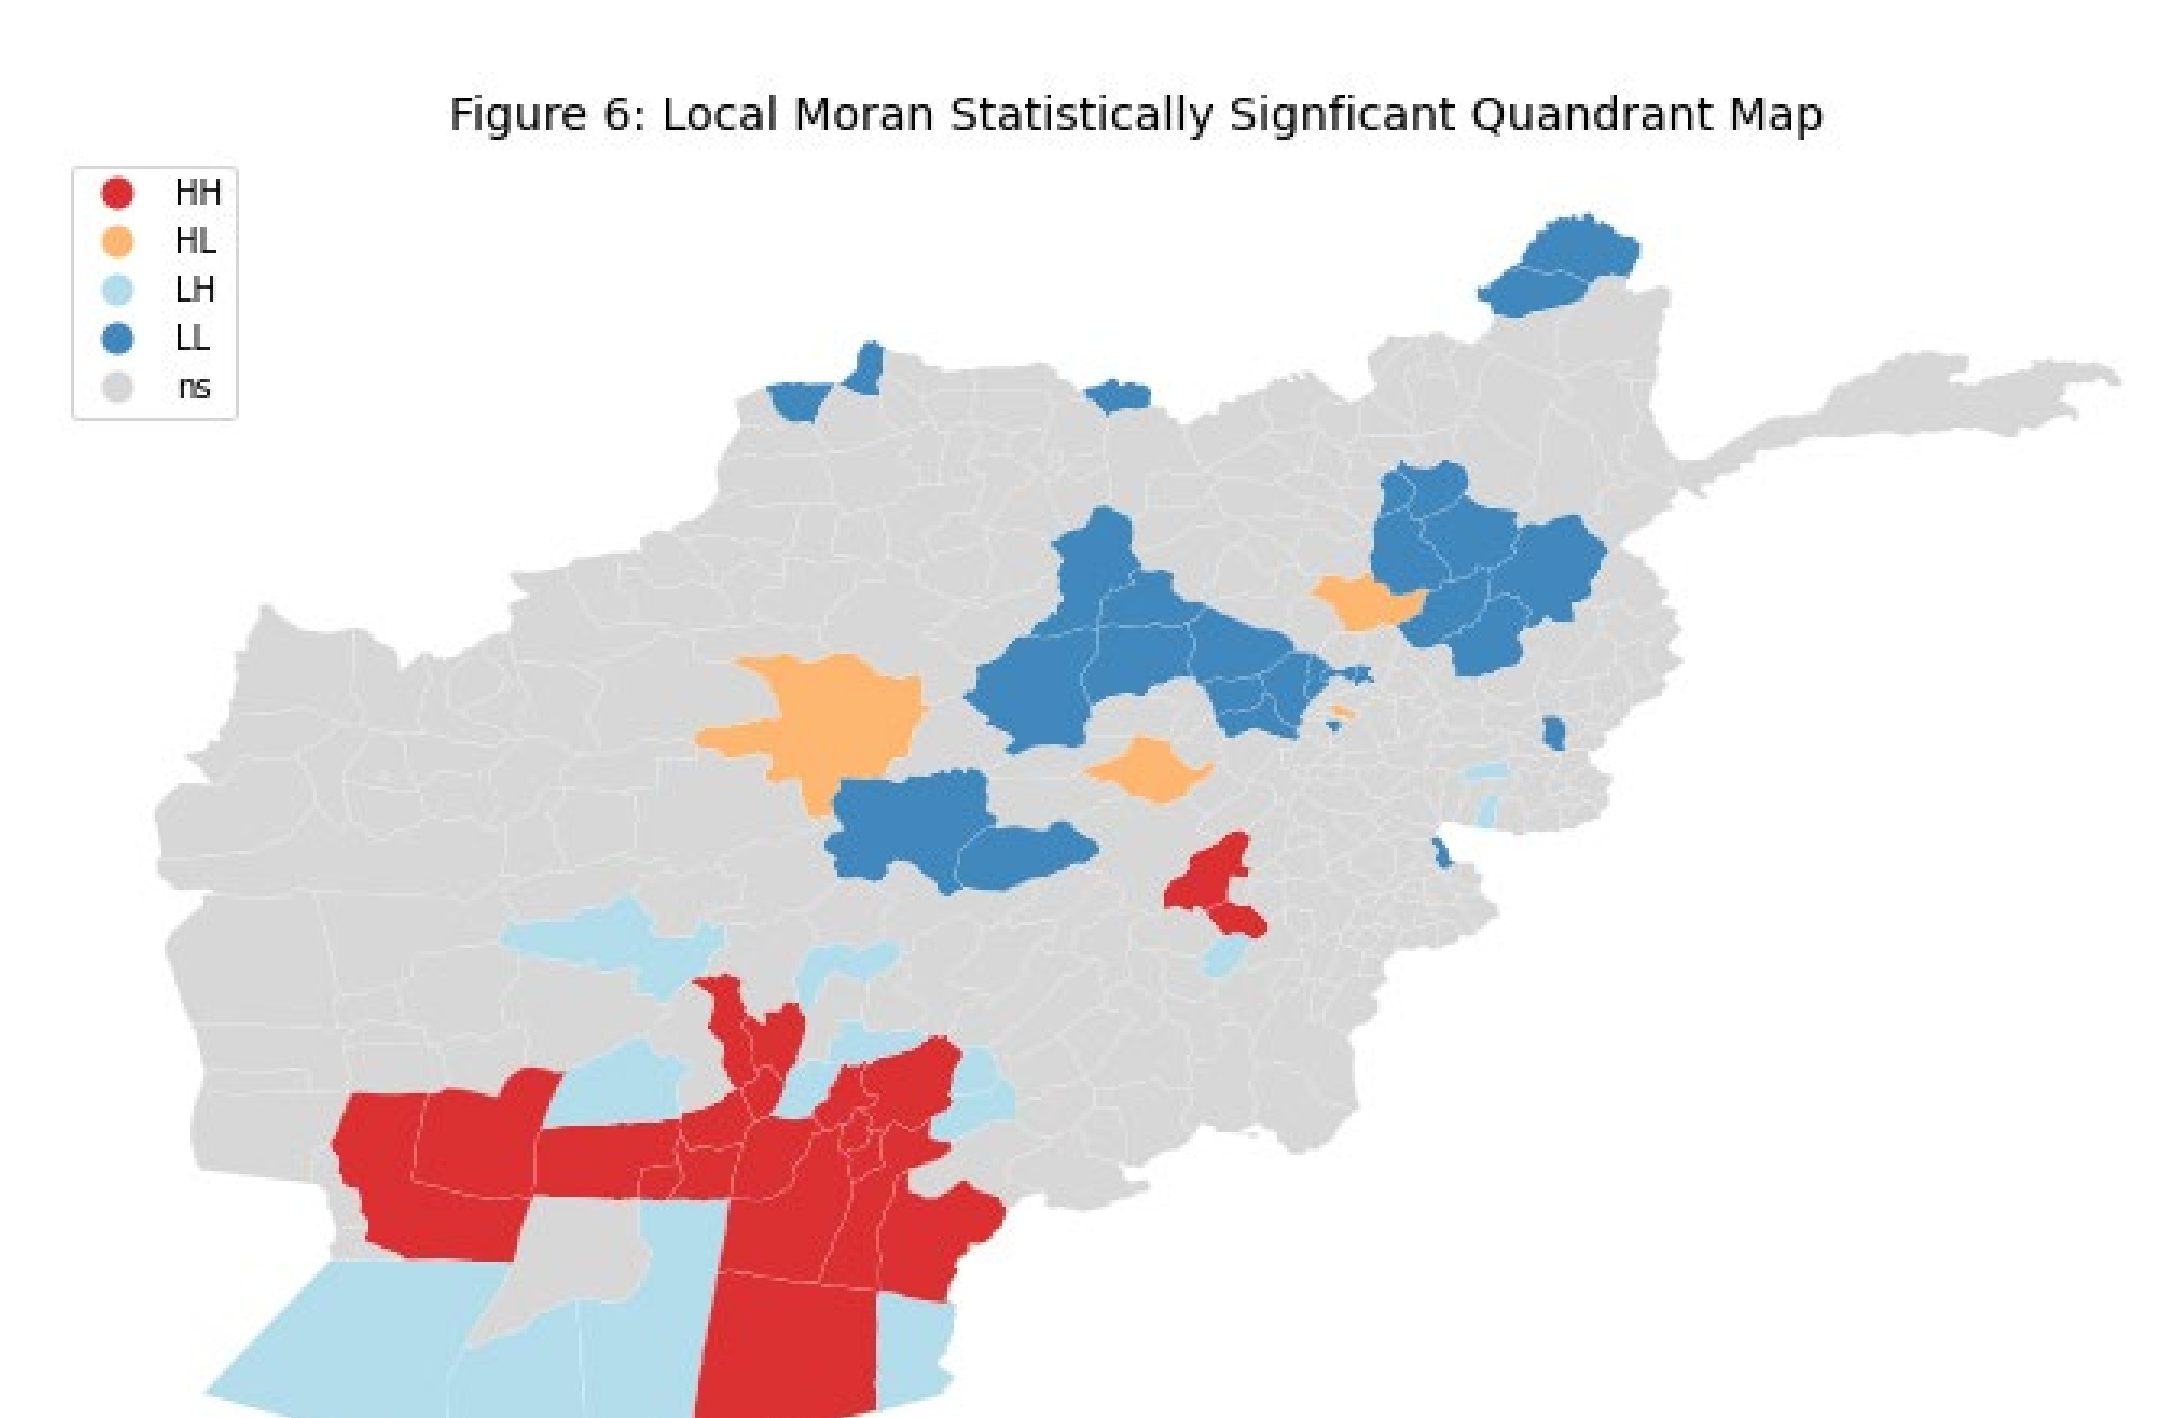 Figure 6: Local Moran Statistically Signficant Quandrant Map
HH
HL
LH
LL
ns